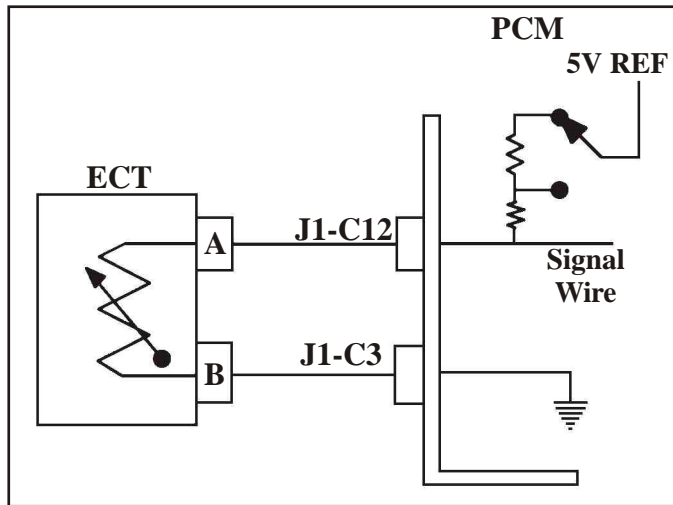 PCM
5V REF
ECT
A
J1-C12
Signal
Wire
J1-C3
B